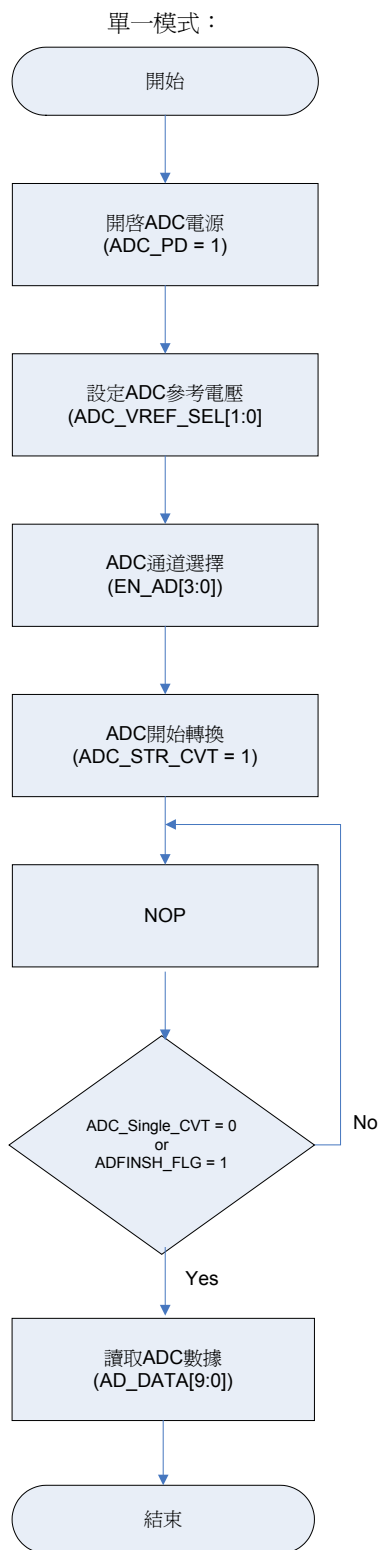 單一模式：
開始
開啓ADC電源
(ADC_PD = 1)
設定ADC參考電壓
(ADC_VREF_SEL[1:0]
ADC通道選擇
(EN_AD[3:0])
ADC開始轉換
(ADC_STR_CVT = 1)
NOP
ADC_Single_CVT = 0
or
ADFINSH_FLG = 1
No
Yes
讀取ADC數據
(AD_DATA[9:0])
結束